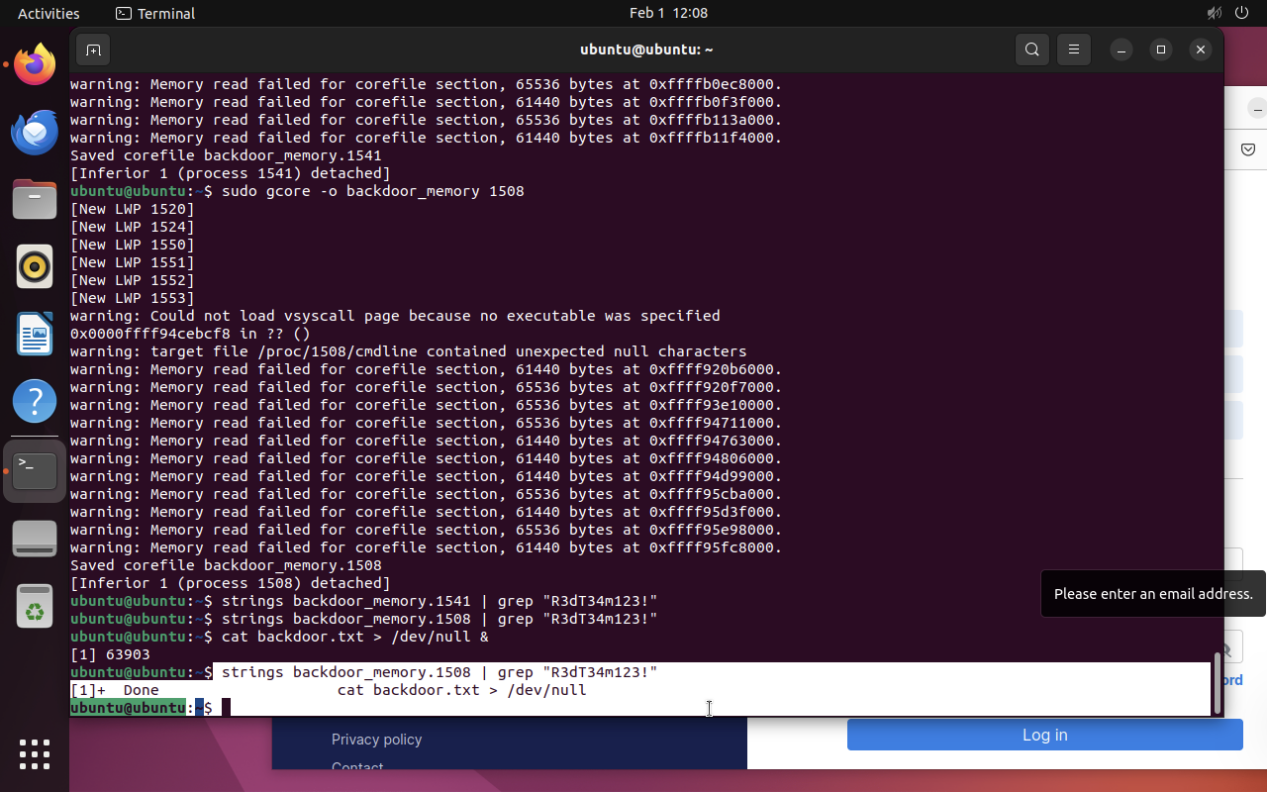 Activities
Terminal
Feb 1 12:08
ubuntu@ubuntu: ~
warning: Memory read failed for corefile section, 65536 bytes at 0xffffb0ec8000.
warning: Memory read failed for corefile section, 61440 bytes at 0xffffb0f3f000.
warning: Memory read failed for corefile section, 65536 bytes at 0xffffb113a000.
warning: Memory read failed for corefile section, 61440 bytes at 0xffffb11f4000.
Saved corefile backdoor_memory.1541
[Inferior 1 (process 1541) detached]
ubuntu@ubuntu:~$ sudo gcore -o backdoor_memory 1508
[New LWP 1520]
[New LWP 1524]
[New LWP 1550]
[New LWP 1551]
[New LWP 1552]
[New LWP 1553]
warning: Could not load vsyscall page because no executable was specified
0x0000ffff94cebcf8 in ?? ()
warning: target file /proc/1508/cmdline contained unexpected null characters
warning: Memory read failed for corefile section, 61440 bytes at 0xffff920b6000.
warning: Memory read failed for corefile section, 65536 bytes at 0xffff920f7000.
warning: Memory read failed for corefile section, 65536 bytes at 0xffff93e10000.
warning: Memory read failed for corefile section, 65536 bytes at 0xffff94711000.
warning: Memory read failed for corefile section, 61440 bytes at 0xffff94763000.
warning: Memory read failed for corefile section, 61440 bytes at 0xffff94806000.
warning: Memory read failed for corefile section, 61440 bytes at 0xffff94d99000.
warning: Memory read failed for corefile section, 65536 bytes at 0xffff95cba000.
warning: Memory read failed for corefile section, 61440 bytes at 0xffff95d3f000.
warning: Memory read failed for corefile section, 65536 bytes at 0xffff95e98000.
warning: Memory read failed for corefile section, 61440 bytes at 0xffff95fc8000.
Saved corefile backdoor_memory.1508
[Inferior 1 (process 1508) detached]
ubuntu@ubuntu:~$ strings backdoor_memory.1541 | grep "R3dT34m123!"
ubuntu@ubuntu:~$ strings backdoor_memory.1508 | grep "R3dT34m123!"
ubuntu@ubuntu:~$ cat backdoor.txt > /dev/null &
[1] 63903
ubuntu@ubuntu:~$ strings backdoor_memory.1508 | grep "R3dT34m123!"
[1]+  Done                    cat backdoor.txt > /dev/null
ubuntu@ubuntu:~$
Please enter an email address.
ord
Privacy policy
Log in
Contact